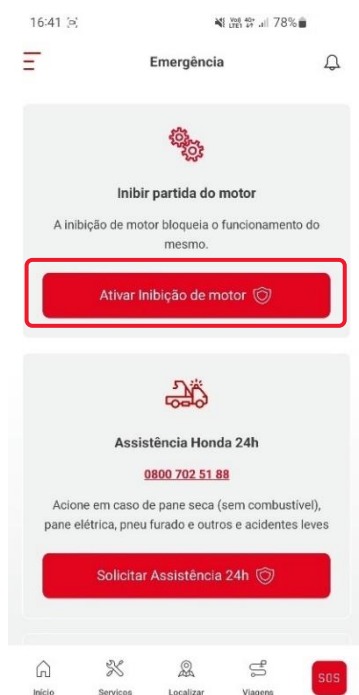 16:41
78%
Emergência
Inibir partida do motor
A inibição de motor bloqueia o funcionamento do
mesmo.
Ativar Inibição de motor
Assistência Honda 24h
0800 702 51 88
Acione em caso de pane seca (sem combustível),
pane elétrica, pneu furado e outros e acidentes leves
Solicitar Assistência 24h
Início
Serviços
Localizar
Viagens
SOS